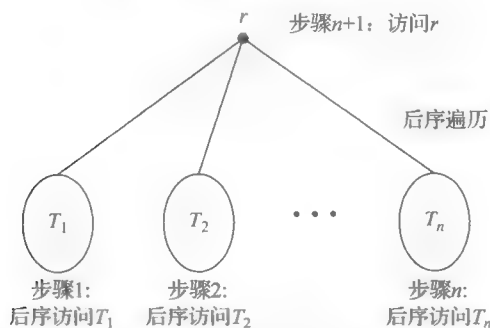 r
步骤n+1：访问r
后序遍历
T1
T2
• • •
Tn
步骤1:
后序访问T1
步骤2:
后序访问T2
步骤n:
后序访问Tn